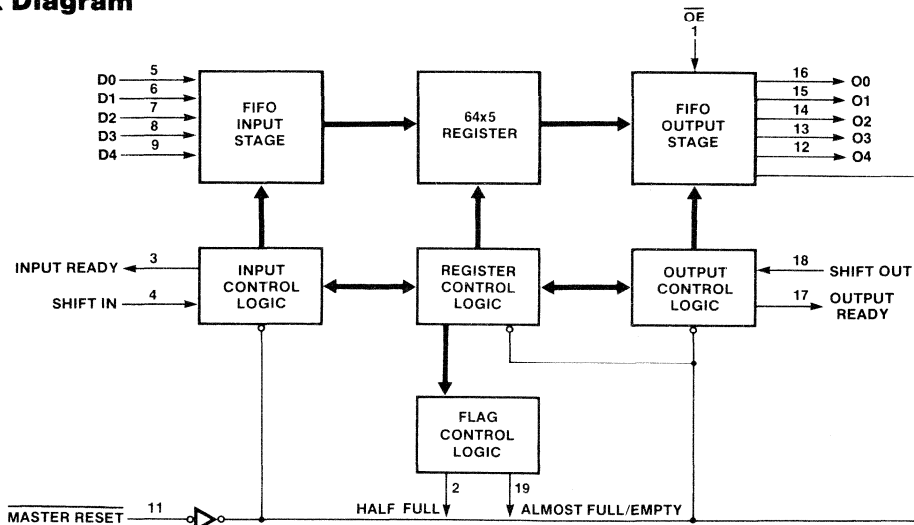 Diagram
OE
1
D0 5
D1 6
D2 7
D3 8
D4 9
FIFO
INPUT
STAGE
64x5
REGISTER
FIFO
OUTPUT
STAGE
16 O0
15 O1
14 O2
13 O3
12 O4
INPUT READY 3
SHIFT IN 4
INPUT
CONTROL
LOGIC
REGISTER
CONTROL
LOGIC
OUTPUT
CONTROL
LOGIC
18 SHIFT OUT
17 OUTPUT
READY
FLAG
CONTROL
LOGIC
2
19
HALF FULL
ALMOST FULL/EMPTY
MASTER RESET 11